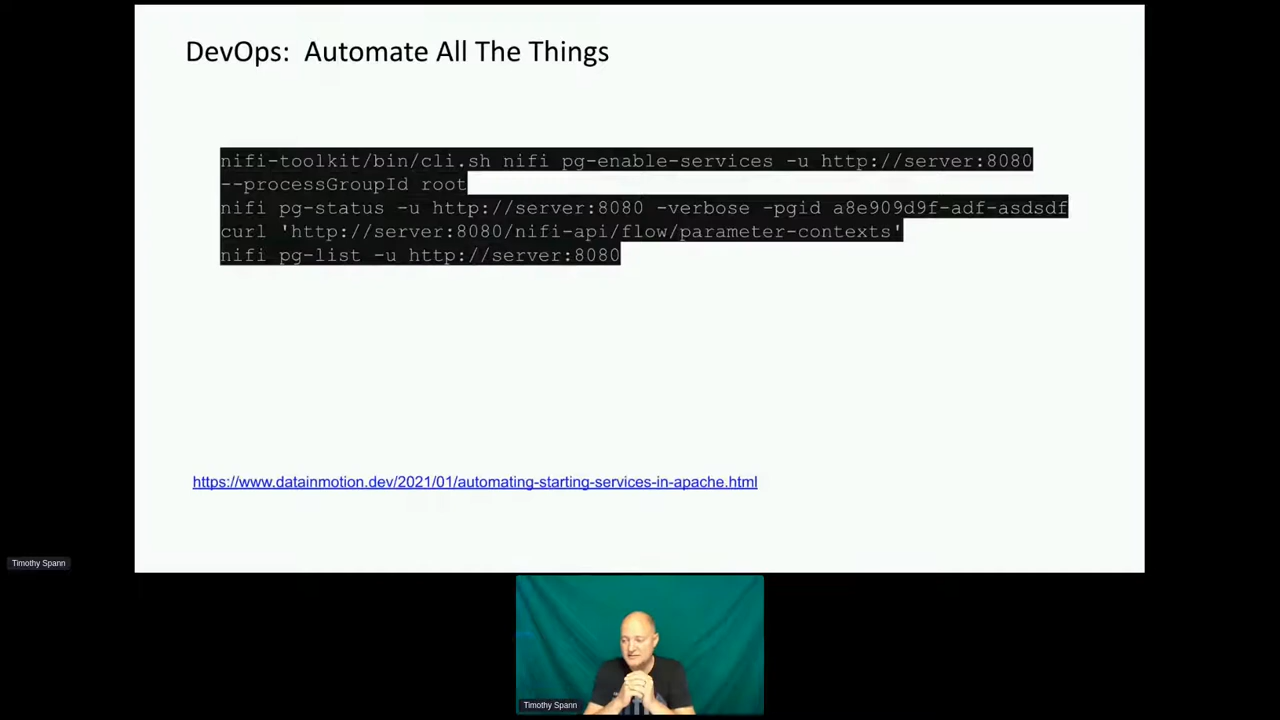 DevOps:  Automate All The Things
nifi-toolkit/bin/cli.sh nifi pg-enable-services -u http://server:8080
--processGroupId root
nifi pg-status -u http://server:8080 -verbose -pgid a8e909d9f-adf-asdsdf
curl 'http://server:8080/nifi-api/flow/parameter-contexts'
nifi pg-list -u http://server:8080
https://www.datainmotion.dev/2021/01/automating-starting-services-in-apache.html
Timothy Spann
Timothy Spann